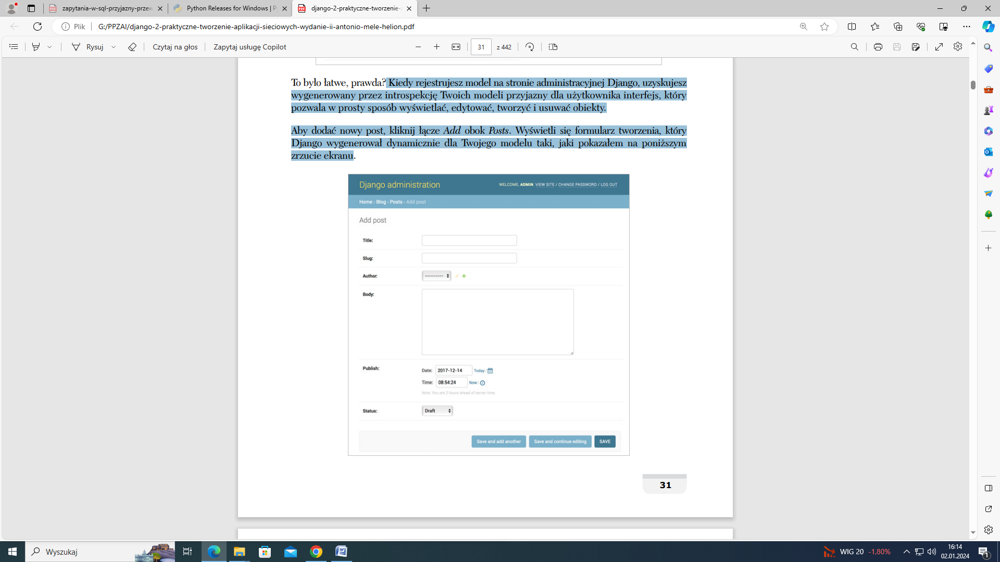 zapytania-w-sql-przyjazny-przew
Python Releases for Windows | Py
django-2-praktyczne-tworzenie-a
Plik
G:/PPZAI/django-2-praktyczne-tworzenie-aplikacji-sieciowych-wydanie-ii-antonio-mele-helion.pdf
Rysuj
Czytaj na głos
Zapytaj usługę Copilot
31
z 442
To było łatwe, prawda? Kiedy rejestrujesz model na stronie administracyjnej Django, uzyskujesz
wygenerowany przez introspekcję Twoich modeli przyjazny dla użytkownika interfejs, który
pozwala w prosty sposób wyświetlać, edytować, tworzyć i usuwać obiekty.
Aby dodać nowy post, kliknij łącze Add obok Posts. Wyświetli się formularz tworzenia, który
Django wygenerował dynamicznie dla Twojego modelu taki, jaki pokazałem na poniższym
zrzucie ekranu.
Django administration
WELCOME, ADMIN. VIEW SITE / CHANGE PASSWORD / LOG OUT
Home › Blog › Posts › Add post
Add post
Title:
Slug:
Author:
---------
Body:
Publish:
Date: 2017-12-14 Today |
Time: 08:54:24 Now |
Note: You are 2 hours ahead of server time.
Status:
Draft
Save and add another
Save and continue editing
SAVE
31
Wyszukaj
WIG 20 -1,80%
16:14
02.01.2024
1